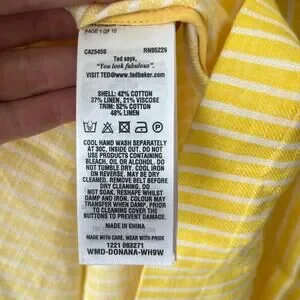 PAGE 1 OF 10
CA25450 RN95229
Ted says,
"You look fabulous".
VISIT TED@www.tedbaker.com
SHELL: 42% COTTON
37% LINEN, 21% VISCOSE
TRIM: 52% COTTON
48% LINEN
COOL HAND WASH SEPARATELY
AT 30C, INSIDE OUT. DO NOT
USE PRODUCTS CONTAINING
BLEACH, OIL OR ALCOHOL.
DO NOT TUMBLE DRY. COOL
IRON ON REVERSE. MAY BE DRY
CLEANED. DO
REMOVE BELT BEFORE
DRY CLEANING. DO
NOT SOAK. RESHAPE WHILST
DAMP AND IRON. COLOUR MAY
TRANSFER WHEN DAMP. PRIOR
TO CLEANING COVER THE
BUTTONS TO PREVENT DAMAGE.
MADE IN CHINA
MADE WITH CARE. WEAR WITH PRIDE
1221 063271
WMD-DONANA-WH9W